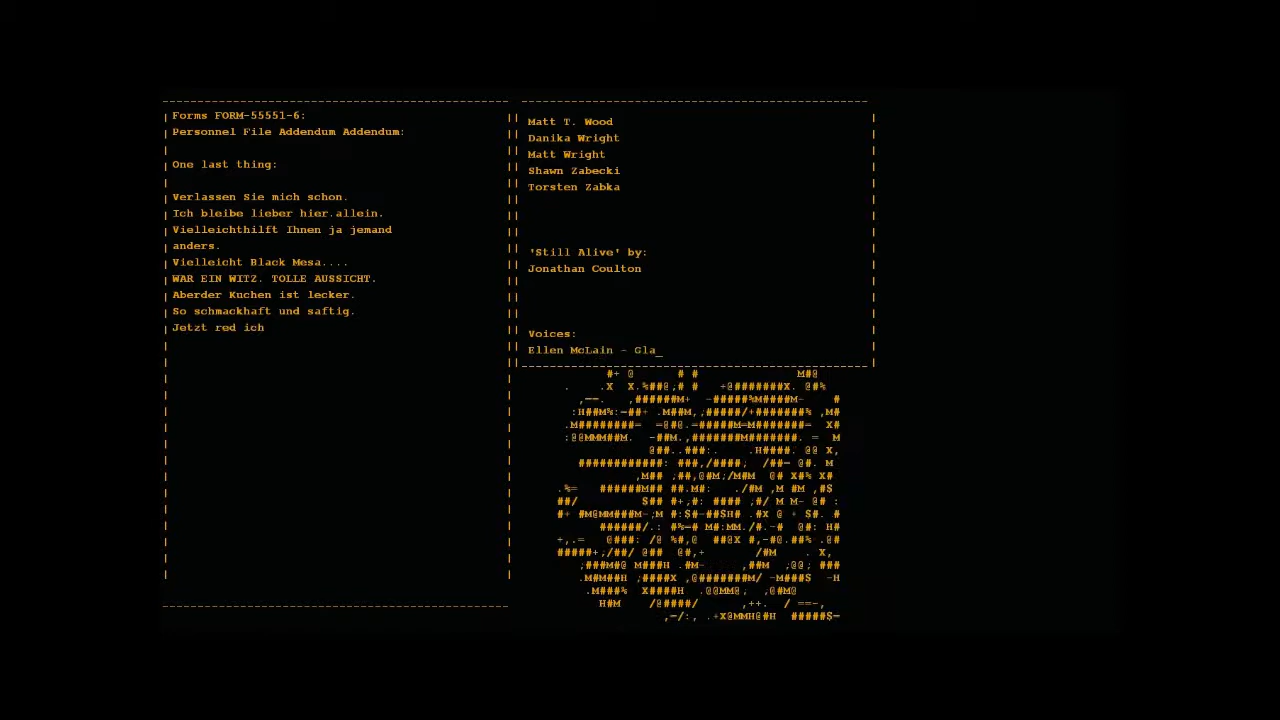 Forms FORM-55551-6:
Personnel File Addendum Addendum:
One last thing:
Verlassen Sie mich schon.
Ich bleibe lieber hier.allein.
Vielleichthilft Ihnen ja jemand
anders.
Vielleicht Black Mesa....
WAR EIN WITZ. TOLLE AUSSICHT.
Aberder Kuchen ist lecker.
So schmackhaft und saftig.
Jetzt red ich
Matt T. Wood
Danika Wright
Matt Wright
Shawn Zabecki
Torsten Zabka
'Still Alive' by:
Jonathan Coulton
Voices:
Ellen McLain - Gla_